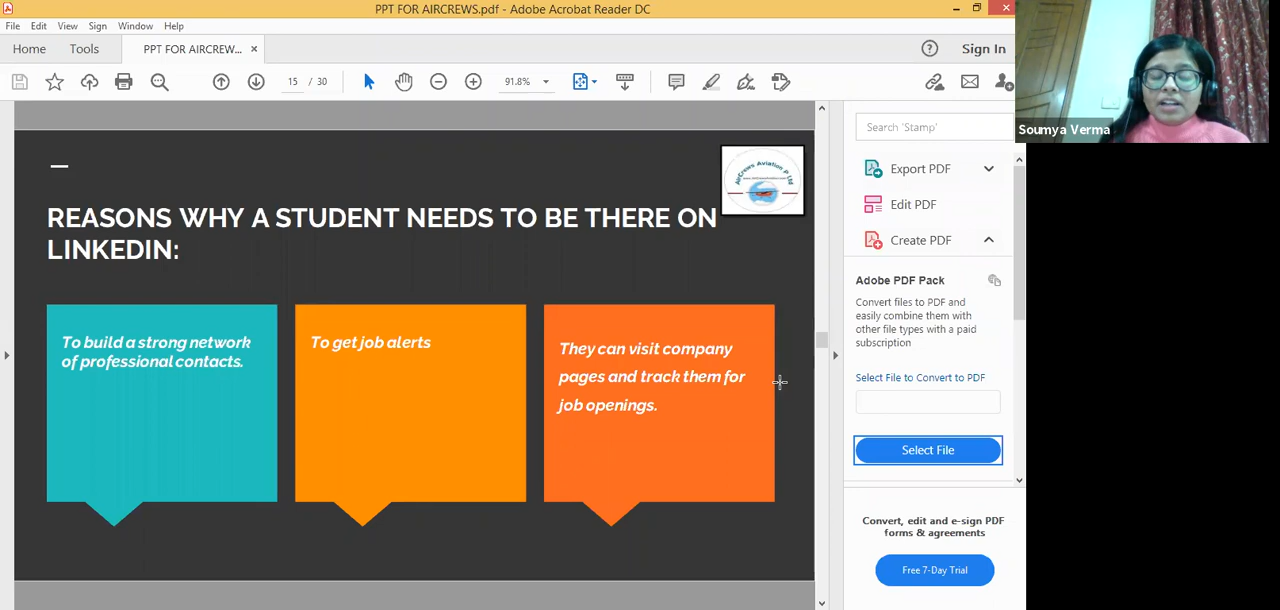 PPT FOR AIRCREWS.pdf - Adobe Acrobat Reader DC
File Edit View Sign Window Help
Home Tools PPT FOR AIRCREW... × Sign In
15 / 30 91.8%
Soumya Verma
REASONS WHY A STUDENT NEEDS TO BE THERE ON
LINKEDIN:
AirCrews Aviation P Ltd
To build a strong network
of professional contacts.
To get job alerts
They can visit company
pages and track them for
job openings.
Search 'Stamp'
Export PDF
Edit PDF
Create PDF
Adobe PDF Pack
Convert files to PDF and
easily combine them with
other file types with a paid
subscription
Select File to Convert to PDF
Select File
Convert, edit and e-sign PDF
forms & agreements
Free 7-Day Trial